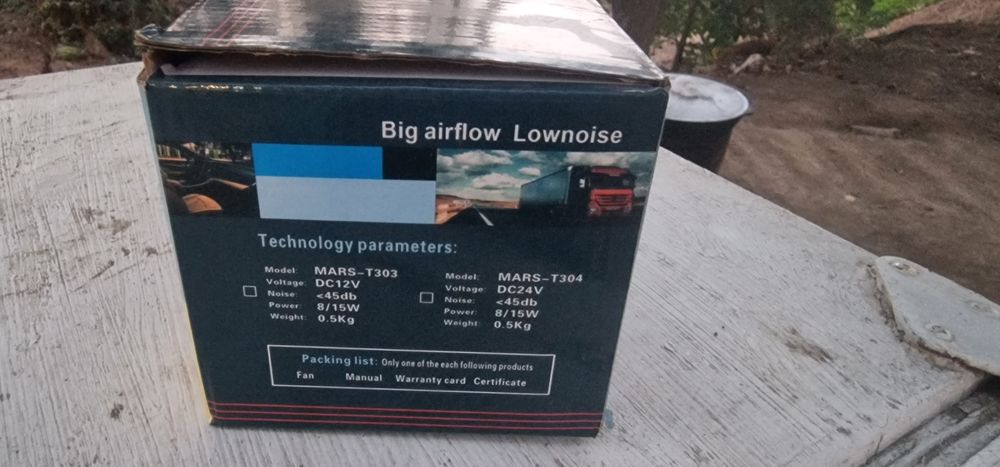 Big airflow Lownoise
Technology parameters:
Model: MARS-T303
Voltage: DC12V
Noise: <45db
Power: 8/15W
Weight: 0.5Kg
Model: MARS-T304
Voltage: DC24V
Noise: <45db
Power: 8/15W
Weight: 0.5Kg
Packing list: Only one of the each following products
Fan Manual Warranty card Certificate